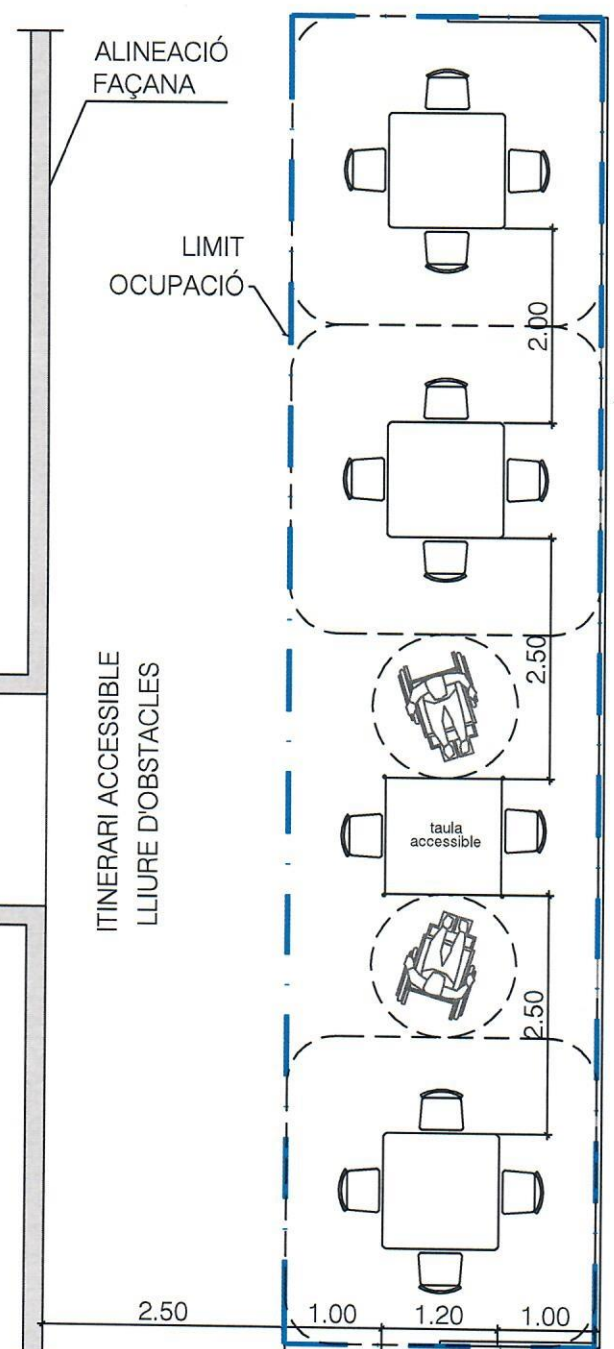 ALINEACIÓ
FAÇANA
LIMIT
OCUPACIÓ
2.00
2.50
ITINERARI ACCESSIBLE
LLIURE D'OBSTACLES
taula
accessible
2.50
2.50
1.00
1.20
1.00